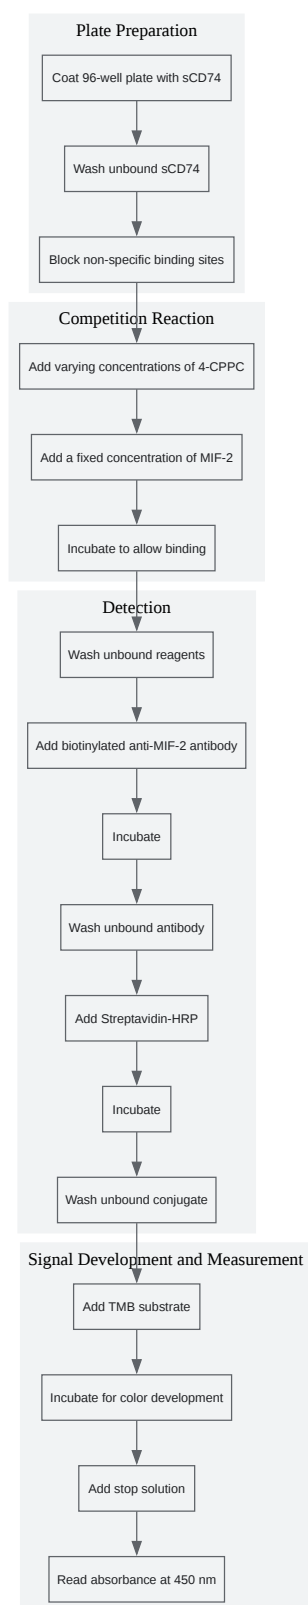 Plate Preparation
Coat 96-well plate with sCD74
Wash unbound sCD74
Block non-specific binding sites
Competition Reaction
Add varying concentrations of 4-CPPC
Add a fixed concentration of MIF-2
Incubate to allow binding
Detection
Wash unbound reagents
Add biotinylated anti-MIF-2 antibody
Incubate
Wash unbound antibody
Add Streptavidin-HRP
Incubate
Wash unbound conjugate
Signal Development and Measurement
Add TMB substrate
Incubate for color development
Add stop solution
Read absorbance at 450 nm